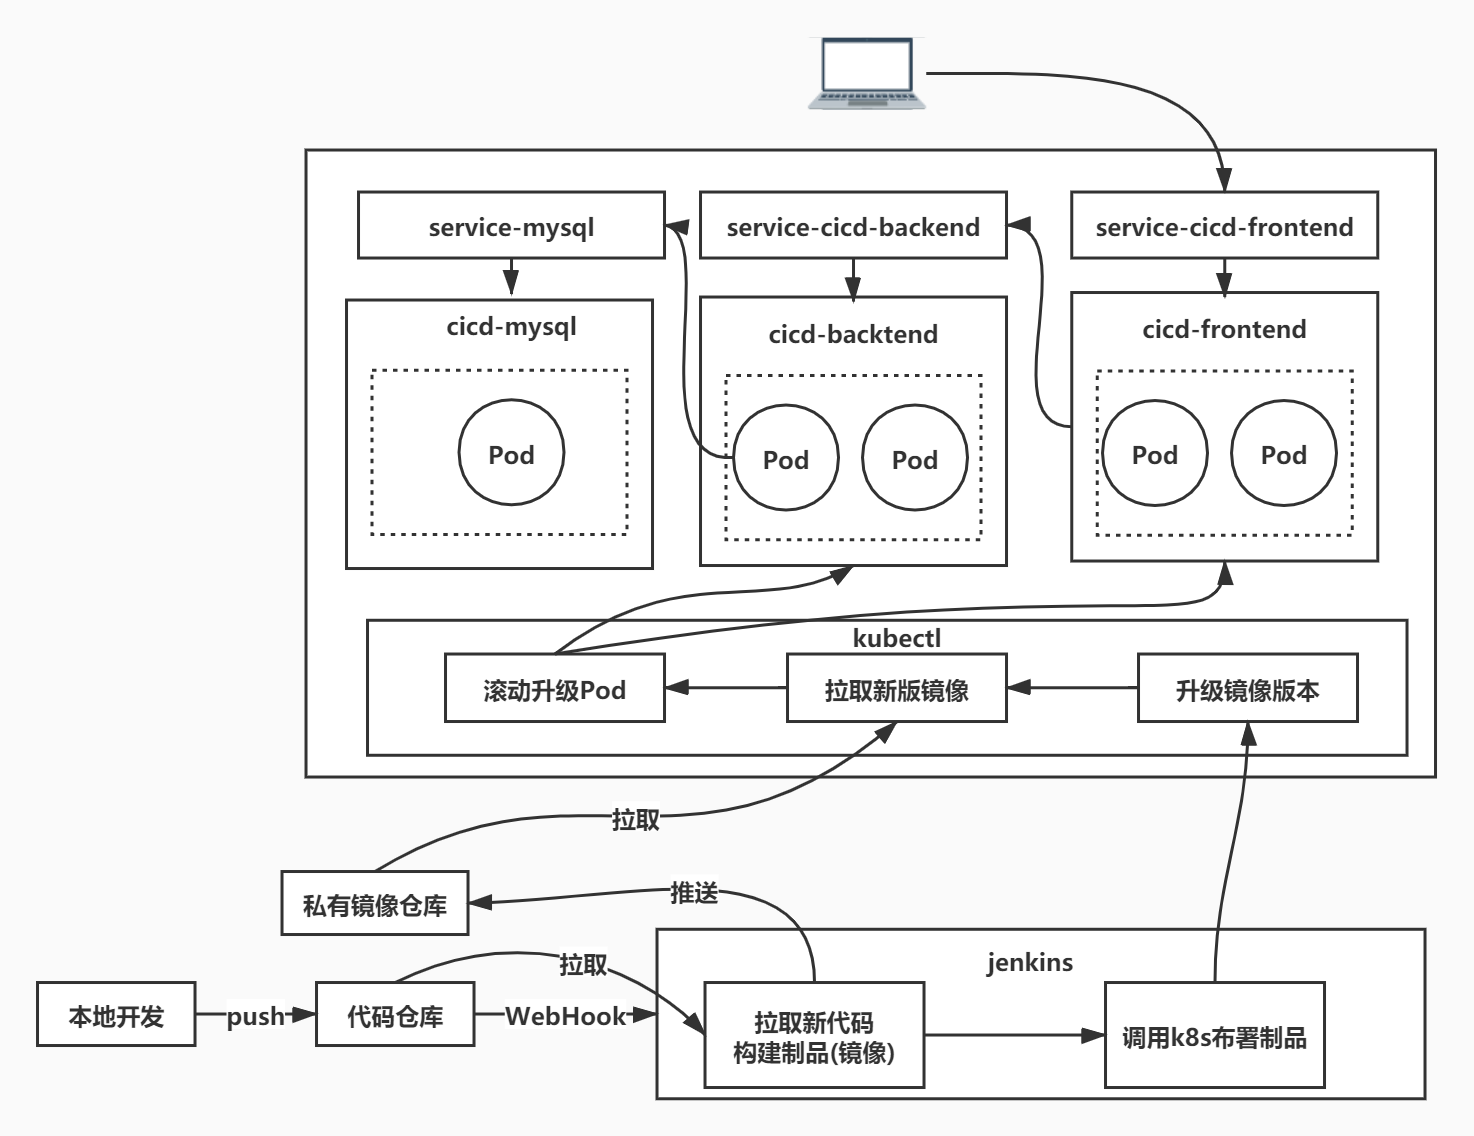 service-mysql
service-cicd-backend
service-cicd-frontend
cicd-mysql
cicd-backtend
cicd-frontend
Pod
Pod
Pod
Pod
Pod
kubectl
滚动升级Pod
拉取新版镜像
升级镜像版本
拉取
私有镜像仓库
推送
拉取
jenkins
本地开发
push
代码仓库
WebHook
拉取新代码
构建制品(镜像)
调用k8s布署制品